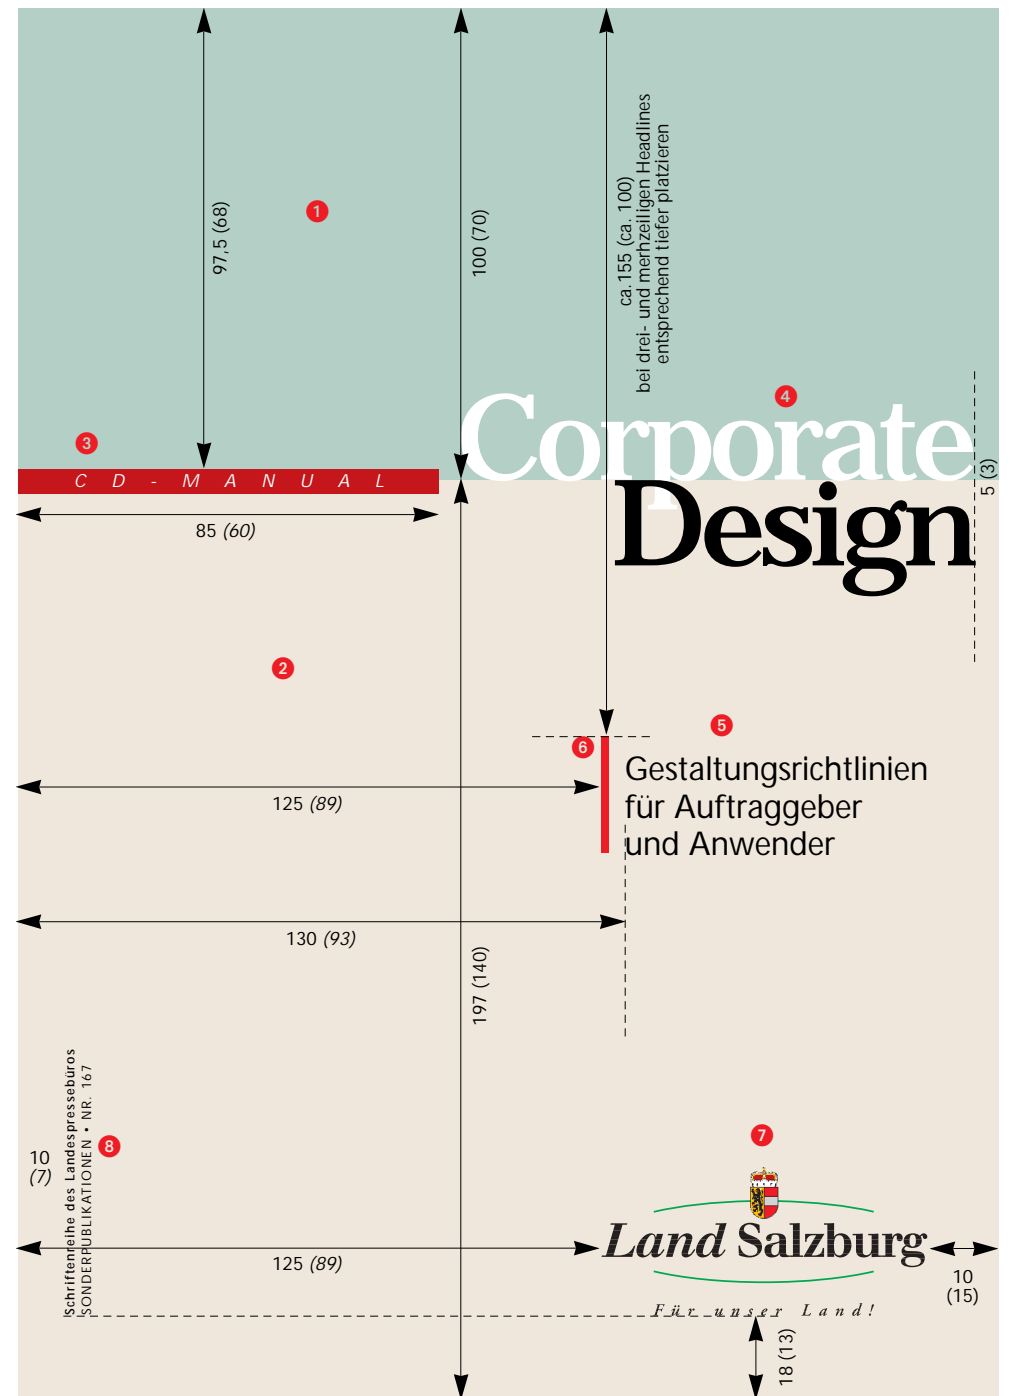 97,5 (68)
1
100 (70)
ca.155 (ca. 100)
bei drei- und merhzeiligen Headlines
entsprechend tiefer platzieren
4
3
Corporate
CD-MANUAL
5 (3)
Design
85 (60)
2
5
6
Gestaltungsrichtlinien
für Auftraggeber
und Anwender
125 (89)
130 (93)
197 (140)
Schriftenreihe des Landespressebüros
SONDERPUBLIKATIONEN • NR. 167
8
10
(7)
7
Land Salzburg
125 (89)
10
(15)
Für unser Land!
18 (13)